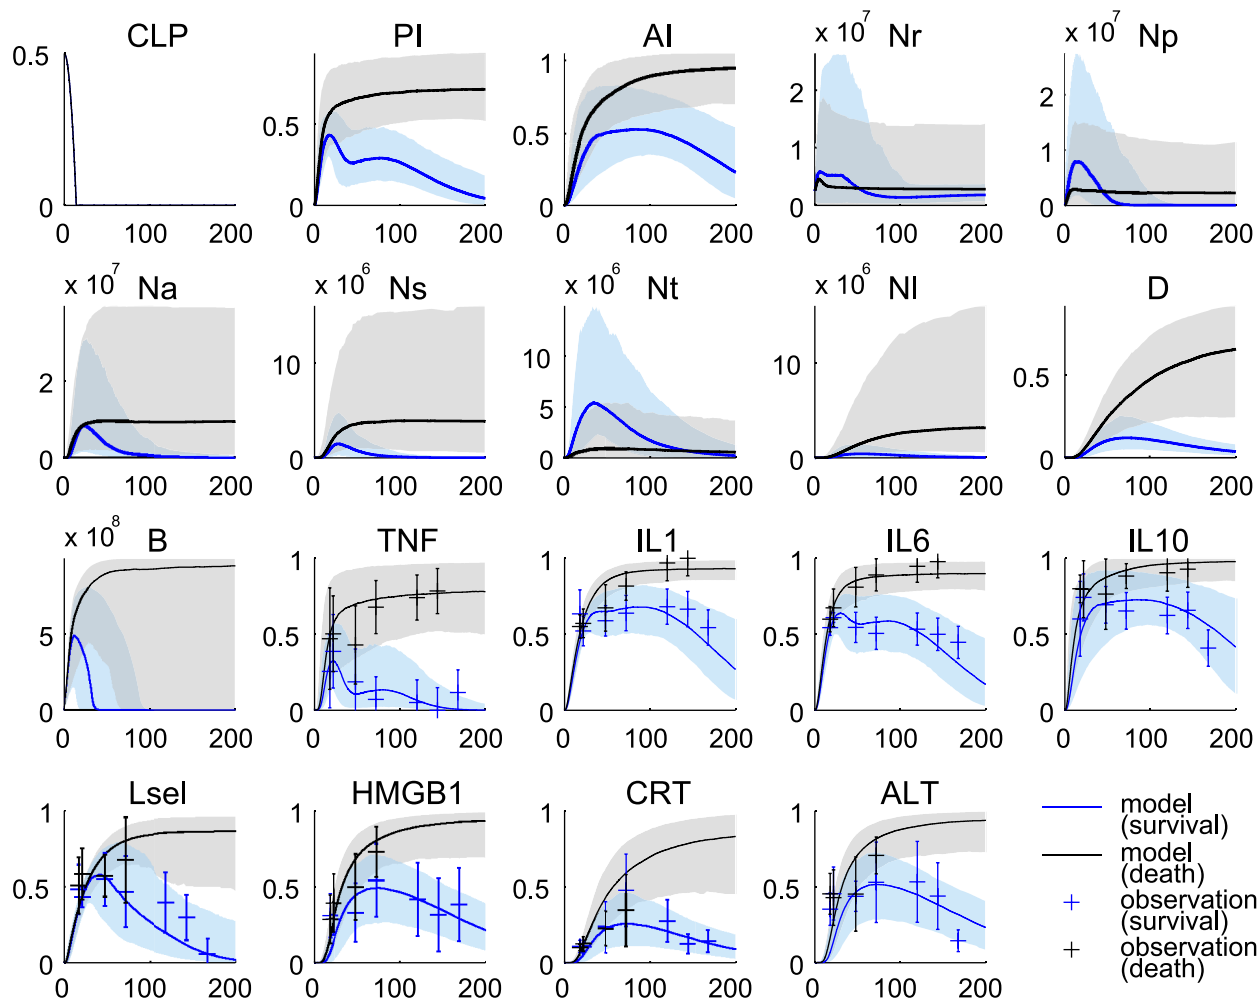 CLP
0.5
0
0 100 200
PI
0.5
0
0 100 200
AI
1
0.5
0
0 100 200
x 10^7 Nr
2
1
0
0 100 200
x 10^7 Np
2
1
0
0 100 200
x 10^7 Na
2
0
0 100 200
x 10^6 Ns
10
0
0 100 200
x 10^6 Nt
10
5
0
0 100 200
x 10^6 Nl
10
0
0 100 200
D
0.5
0
0 100 200
x 10^8 B
1
0.5
0
0 100 200
TNF
1
0.5
0
0 100 200
IL1
1
0.5
0
0 100 200
IL6
1
0.5
0
0 100 200
IL10
1
0.5
0
0 100 200
Lsel
1
0.5
0
0 100 200
HMGB1
1
0.5
0
0 100 200
CRT
1
0.5
0
0 100 200
ALT
1
0.5
0
0 100 200
model
(survival)
model
(death)
observation
(survival)
observation
(death)